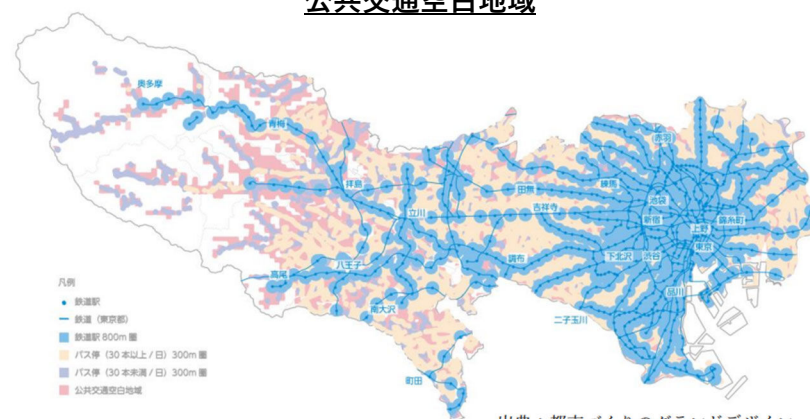 公共交通空白地域
奥多摩
青梅
赤羽
拝島
田無
練馬
池袋
立川
吉祥寺
新宿
錦糸町
上野
東京
八王子
調布
下北沢
渋谷
高尾
品川
南大沢
二子玉川
町田
凡例
鉄道駅
鉄道（東京都）
鉄道駅 800m 圏
バス停（30 本以上 / 日）300m 圏
バス停（30 本未満 / 日）300m 圏
公共交通空白地域